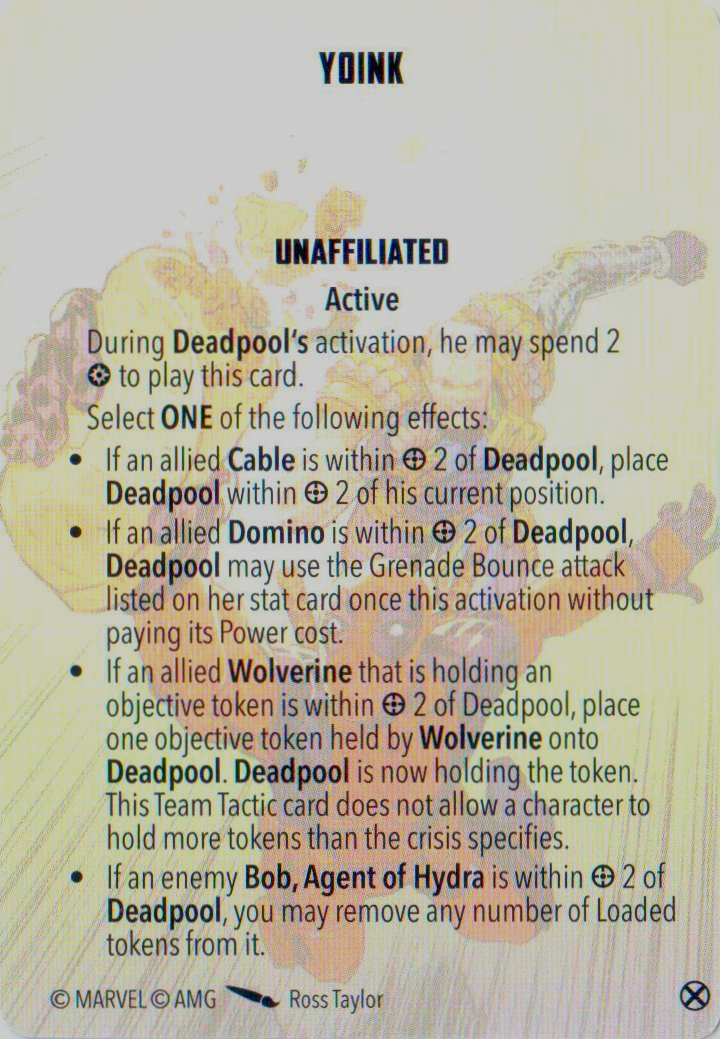 YOINK
UNAFFILIATED
Active
During Deadpool's activation, he may spend 2
to play this card.
Select ONE of the following effects:
• If an allied Cable is within 2 of Deadpool, place
Deadpool within 2 of his current position.
• If an allied Domino is within 2 of Deadpool,
Deadpool may use the Grenade Bounce attack
listed on her stat card once this activation without
paying its Power cost.
• If an allied Wolverine that is holding an
objective token is within 2 of Deadpool, place
one objective token held by Wolverine onto
Deadpool. Deadpool is now holding the token.
This Team Tactic card does not allow a character to
hold more tokens than the crisis specifies.
• If an enemy Bob, Agent of Hydra is within 2 of
Deadpool, you may remove any number of Loaded
tokens from it.
© MARVEL © AMG Ross Taylor